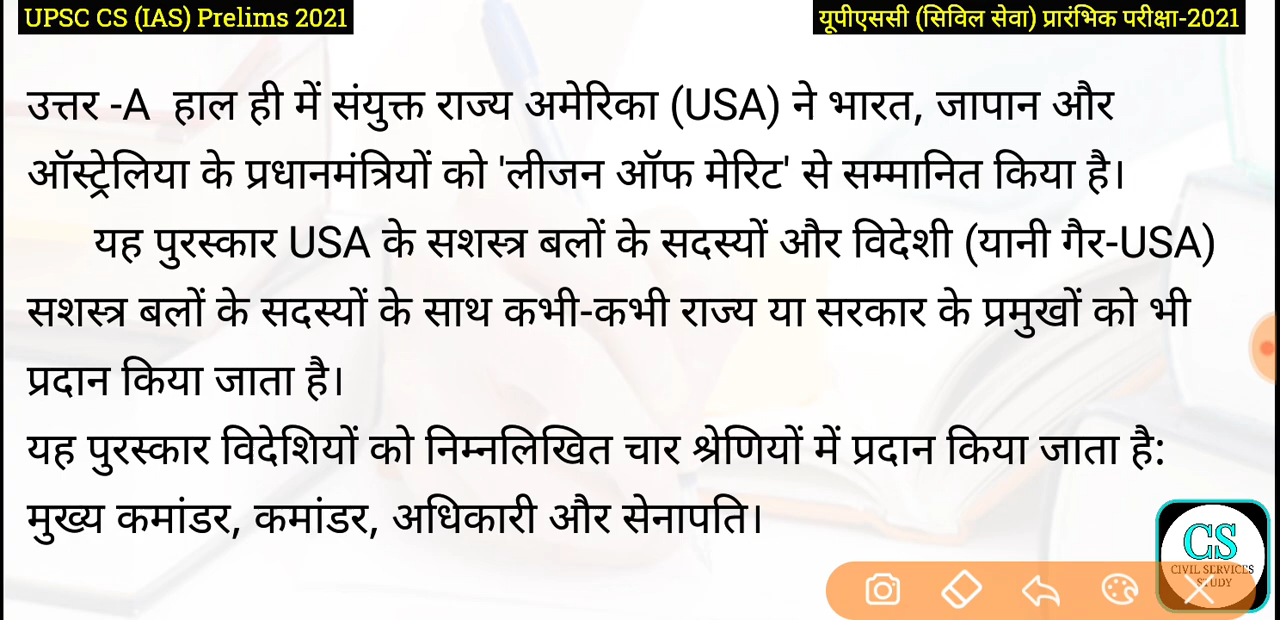 UPSC CS (IAS) Prelims 2021
यूपीएससी (सिविल सेवा) प्रारंभिक परीक्षा-2021
उत्तर -A हाल ही में संयुक्त राज्य अमेरिका (USA) ने भारत, जापान और
ऑस्ट्रेलिया के प्रधानमंत्रियों को 'लीजन ऑफ मेरिट' से सम्मानित किया है।
यह पुरस्कार USA के सशस्त्र बलों के सदस्यों और विदेशी (यानी गैर-USA)
सशस्त्र बलों के सदस्यों के साथ कभी-कभी राज्य या सरकार के प्रमुखों को भी
प्रदान किया जाता है।
यह पुरस्कार विदेशियों को निम्नलिखित चार श्रेणियों में प्रदान किया जाता है:
मुख्य कमांडर, कमांडर, अधिकारी और सेनापति।
CS
CIVIL SERVICES
STUDY